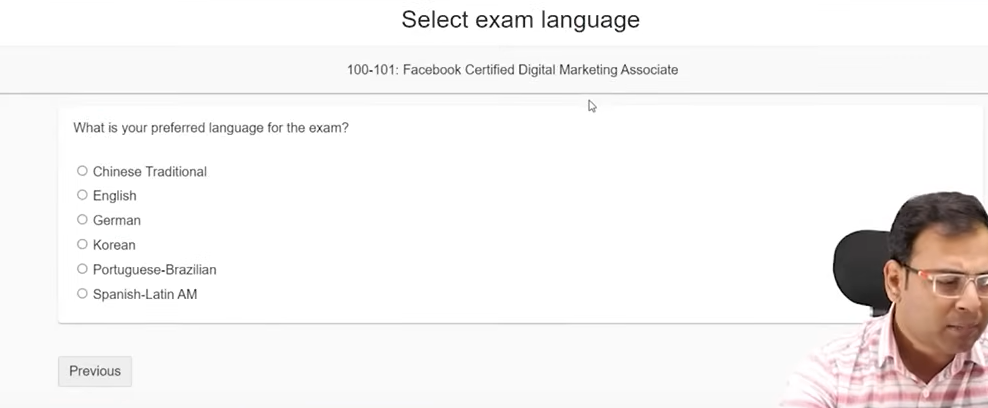 Select exam language
100-101: Facebook Certified Digital Marketing Associate
What is your preferred language for the exam?
Chinese Traditional
English
German
Korean
Portuguese-Brazilian
Spanish-Latin AM
Previous